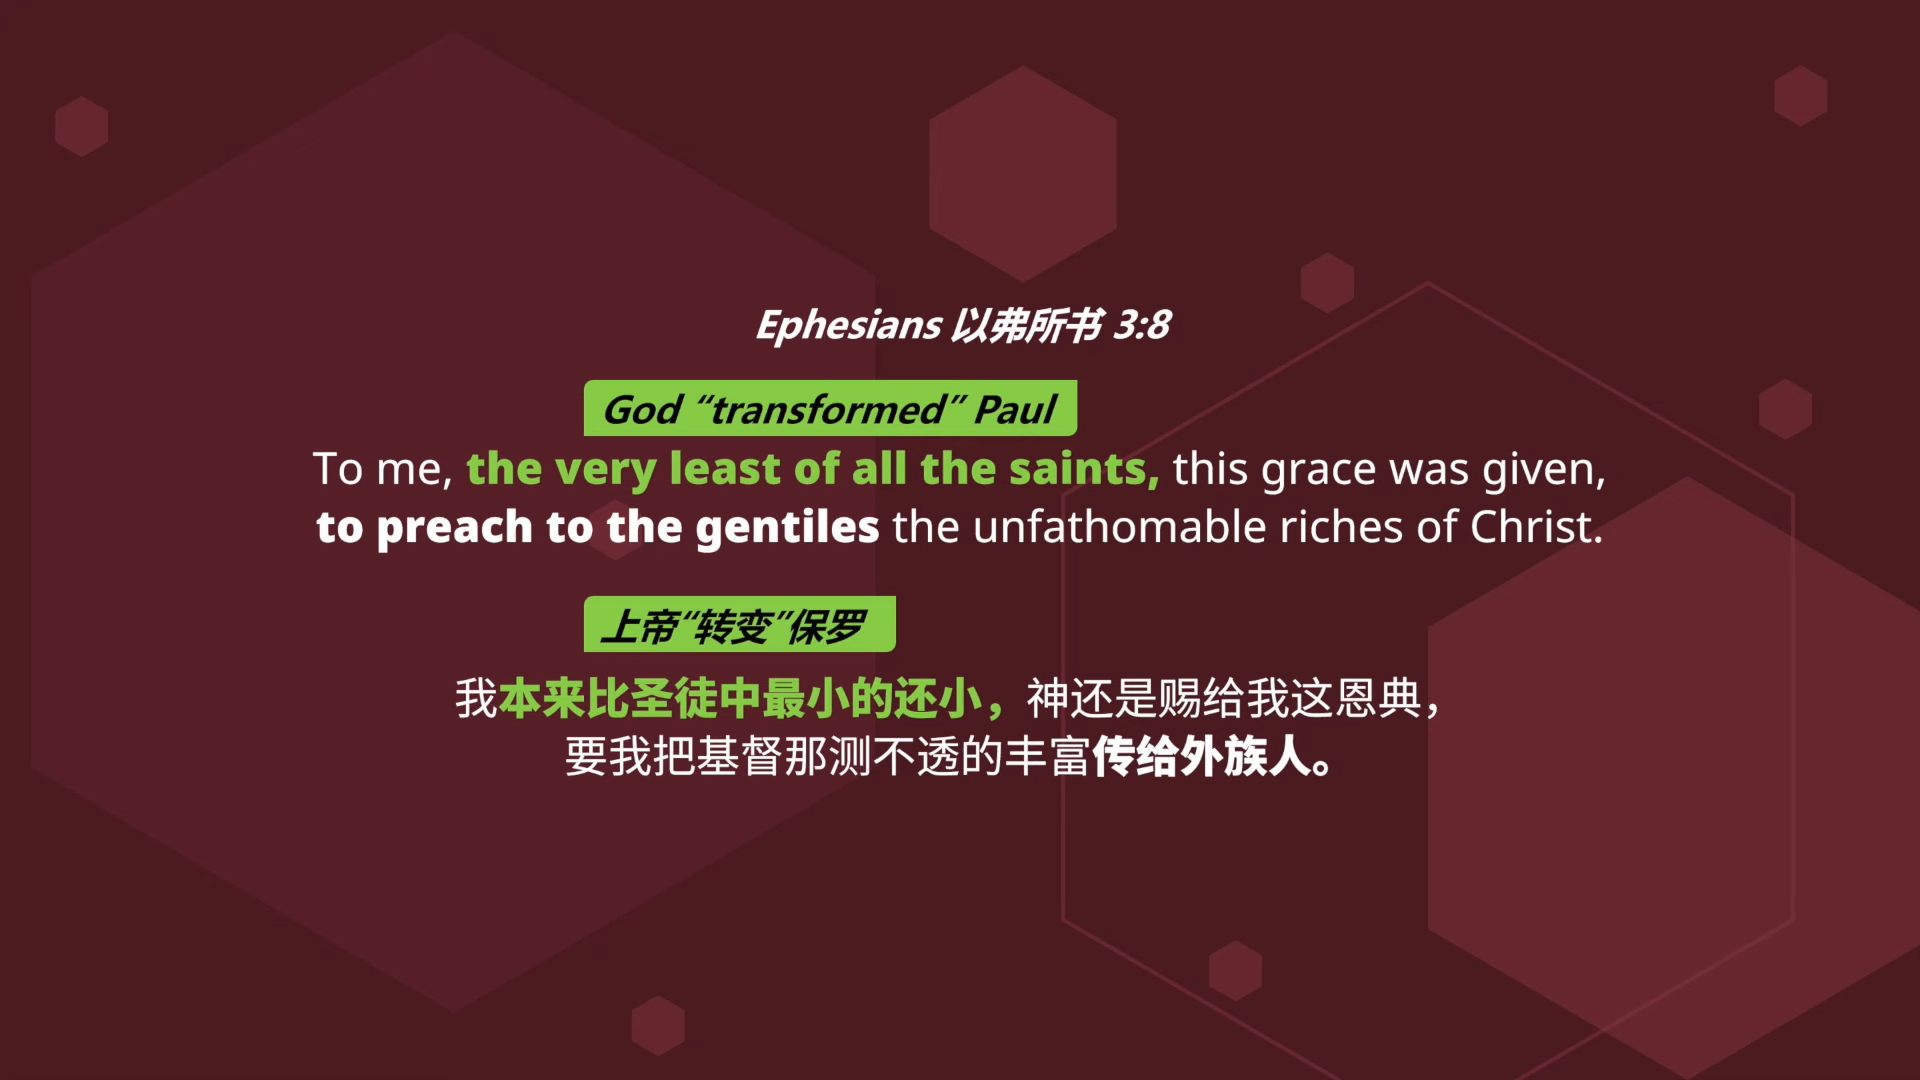 Ephesians 以弗所书 3:8
God “transformed” Paul
To me, the very least of all the saints, this grace was given,
to preach to the gentiles the unfathomable riches of Christ.
上帝“转变”保罗
我本来比圣徒中最小的还小，神还是赐给我这恩典，
要我把基督那测不透的丰富传给外族人。